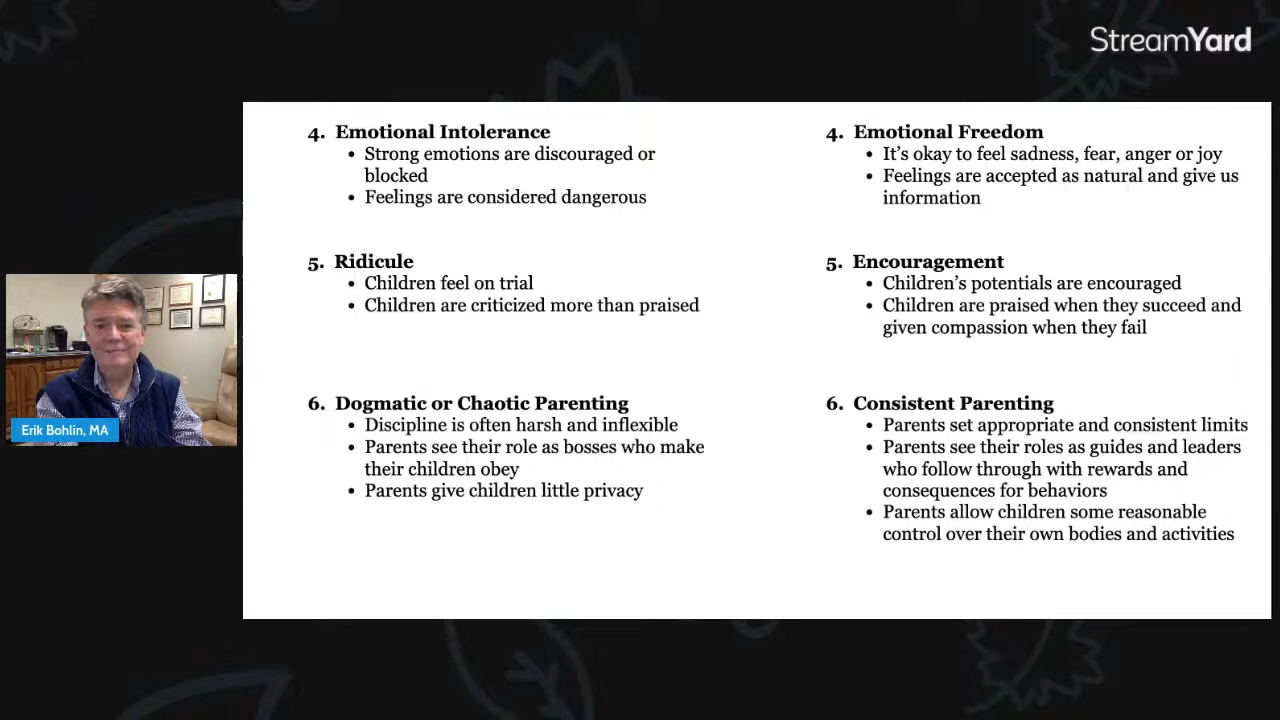 StreamYard
4. Emotional Intolerance
• Strong emotions are discouraged or
blocked
• Feelings are considered dangerous
5. Ridicule
• Children feel on trial
• Children are criticized more than praised
6. Dogmatic or Chaotic Parenting
• Discipline is often harsh and inflexible
• Parents see their role as bosses who make
their children obey
• Parents give children little privacy
4. Emotional Freedom
• It’s okay to feel sadness, fear, anger or joy
• Feelings are accepted as natural and give us
information
5. Encouragement
• Children’s potentials are encouraged
• Children are praised when they succeed and
given compassion when they fail
6. Consistent Parenting
• Parents set appropriate and consistent limits
• Parents see their roles as guides and leaders
who follow through with rewards and
consequences for behaviors
• Parents allow children some reasonable
control over their own bodies and activities
Erik Bohlin, MA